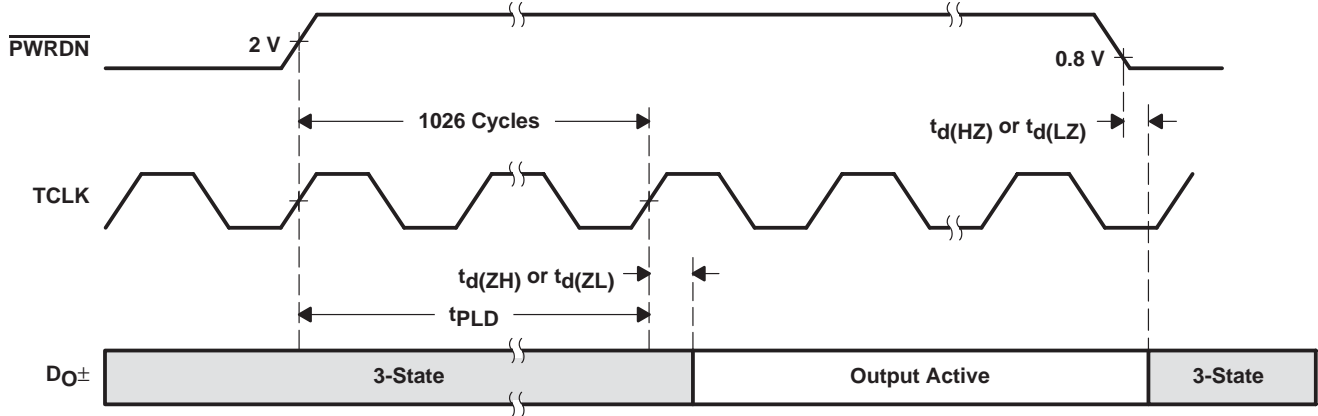 PWRDN
2 V
0.8 V
1026 Cycles
td(HZ) or td(LZ)
TCLK
td(ZH) or td(ZL)
tPLD
DO±
3-State
Output Active
3-State